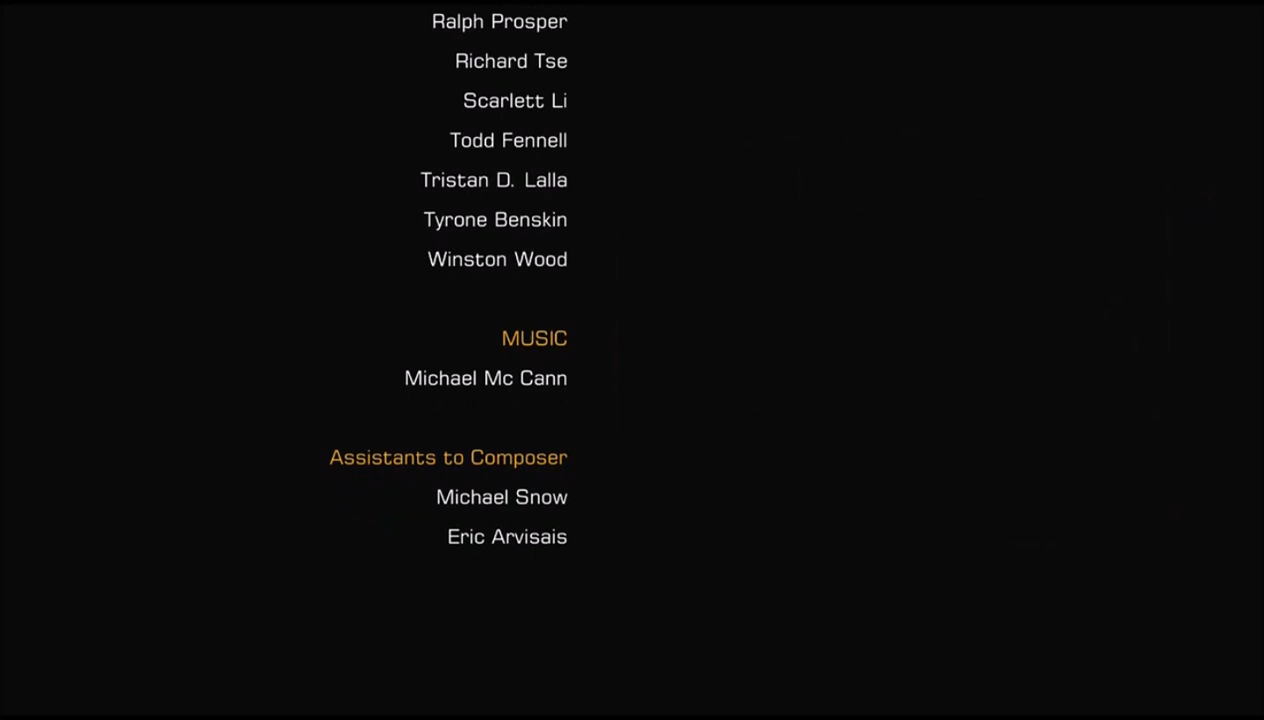 Ralph Prosper
Richard Tse
Scarlett Li
Todd Fennell
Tristan D. Lalla
Tyrone Benskin
Winston Wood
MUSIC
Michael Mc Cann
Assistants to Composer
Michael Snow
Eric Arvisais